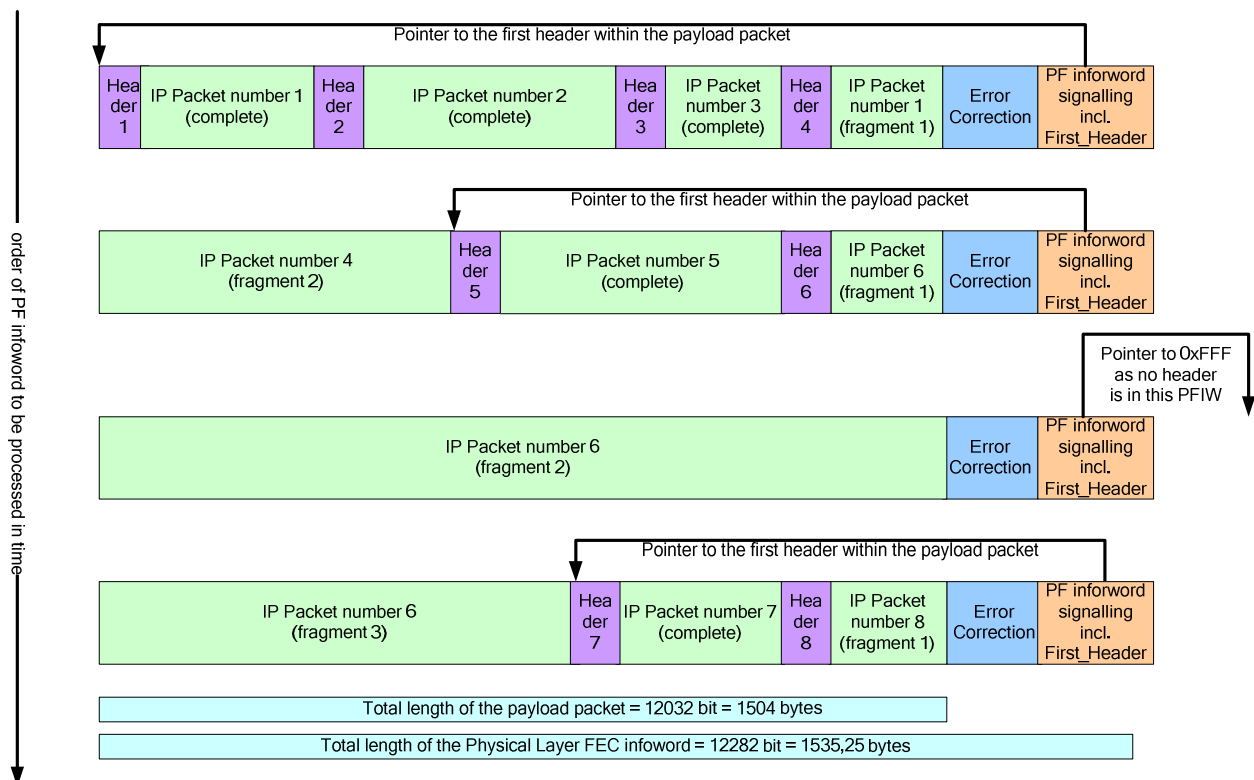 order of PF infoword to be processed in time
Pointer to the first header within the payload packet
Hea
der
1
IP Packet number 1
(complete)
Hea
der
2
IP Packet number 2
(complete)
Hea
der
3
IP Packet
number 3
(complete)
Hea
der
4
IP Packet
number 1
(fragment 1)
Error
Correction
PF inforword
signalling
incl.
First_Header
Pointer to the first header within the payload packet
IP Packet number 4
(fragment 2)
Hea
der
5
IP Packet number 5
(complete)
Hea
der
6
IP Packet
number 6
(fragment 1)
Error
Correction
PF inforword
signalling
incl.
First_Header
Pointer to 0xFFF
as no header
is in this PFIW
IP Packet number 6
(fragment 2)
Error
Correction
PF inforword
signalling
incl.
First_Header
Pointer to the first header within the payload packet
IP Packet number 6
(fragment 3)
Hea
der
7
IP Packet number 7
(complete)
Hea
der
8
IP Packet
number 8
(fragment 1)
Error
Correction
PF inforword
signalling
incl.
First_Header
Total length of the payload packet = 12032 bit = 1504 bytes
Total length of the Physical Layer FEC infoword = 12282 bit = 1535,25 bytes